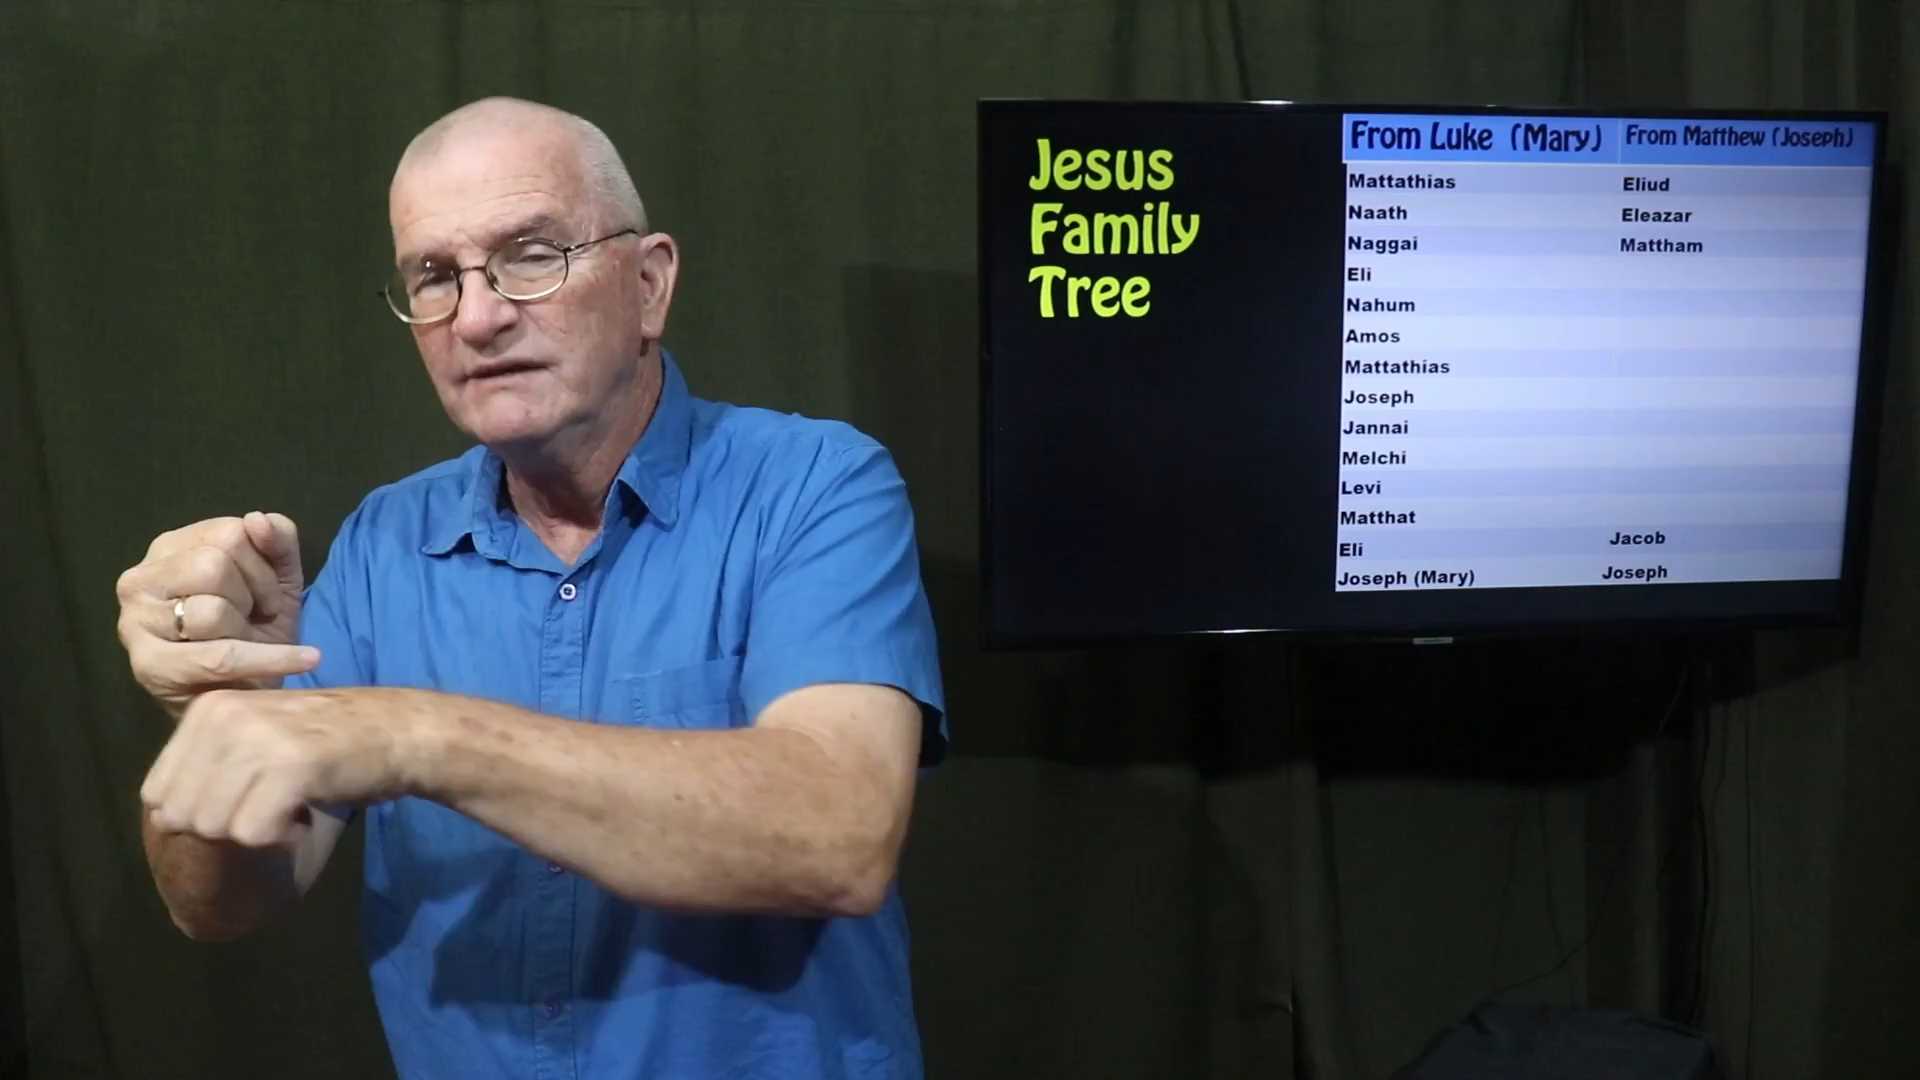 Jesus
Family
Tree
From Luke (Mary) From Matthew (Joseph)
Mattathias Eliud
Naath Eleazar
Naggai Mattham
Eli
Nahum
Amos
Mattathias
Joseph
Jannai
Melchi
Levi
Matthat
Eli Jacob
Joseph (Mary) Joseph